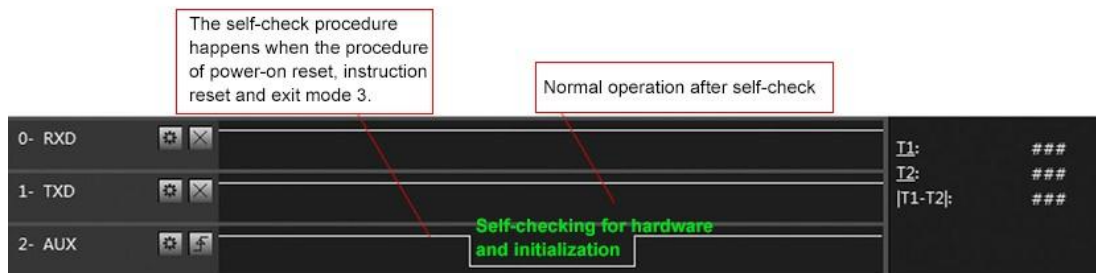 The self-check procedure
happens when the procedure
of power-on reset, instruction
reset and exit mode 3.
Normal operation after self-check
0- RXD
T1: ###
T2: ###
1- TXD
|T1-T2|: ###
2- AUX
Self-checking for hardware
and initialization